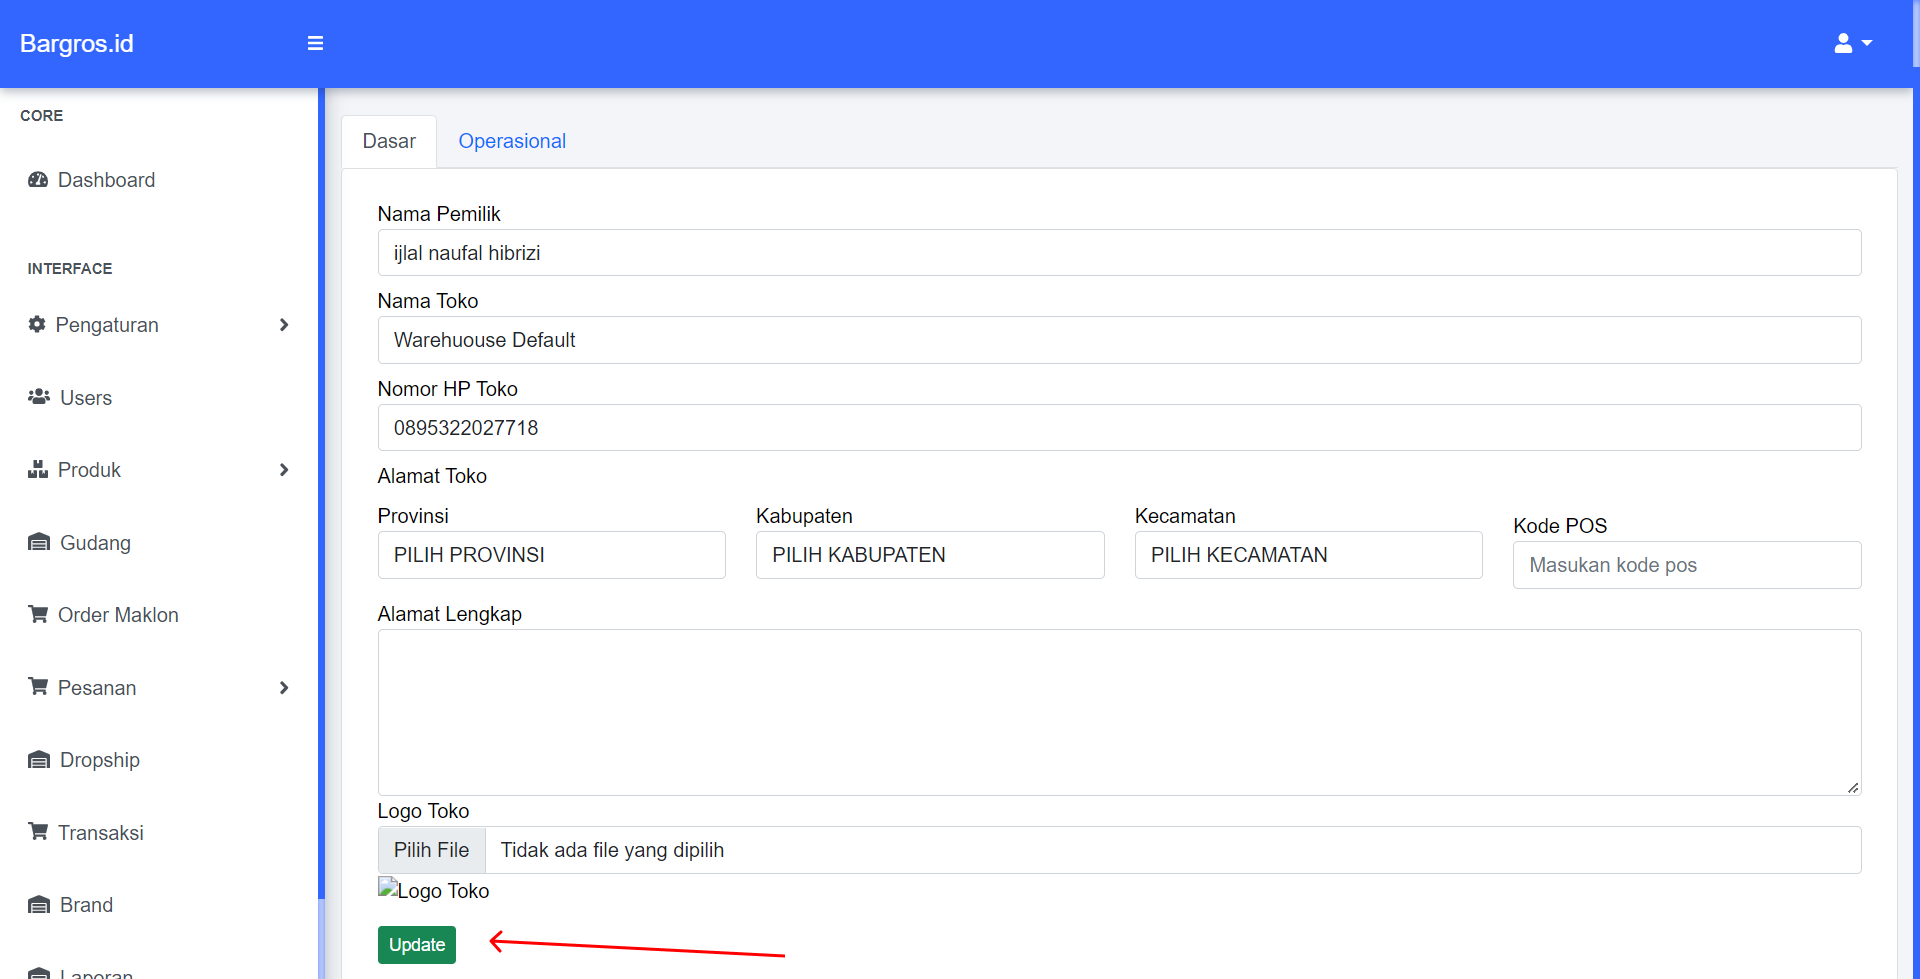 Bargros.id
CORE
Dashboard
INTERFACE
Pengaturan
Users
Produk
Gudang
Order Maklon
Pesanan
Dropship
Transaksi
Brand
Laporan
Dasar
Operasional
Nama Pemilik
ijlal naufal hibrizi
Nama Toko
Warehuouse Default
Nomor HP Toko
0895322027718
Alamat Toko
Provinsi
PILIH PROVINSI
Kabupaten
PILIH KABUPATEN
Kecamatan
PILIH KECAMATAN
Kode POS
Masukan kode pos
Alamat Lengkap
Logo Toko
Pilih File Tidak ada file yang dipilih
Logo Toko
Update